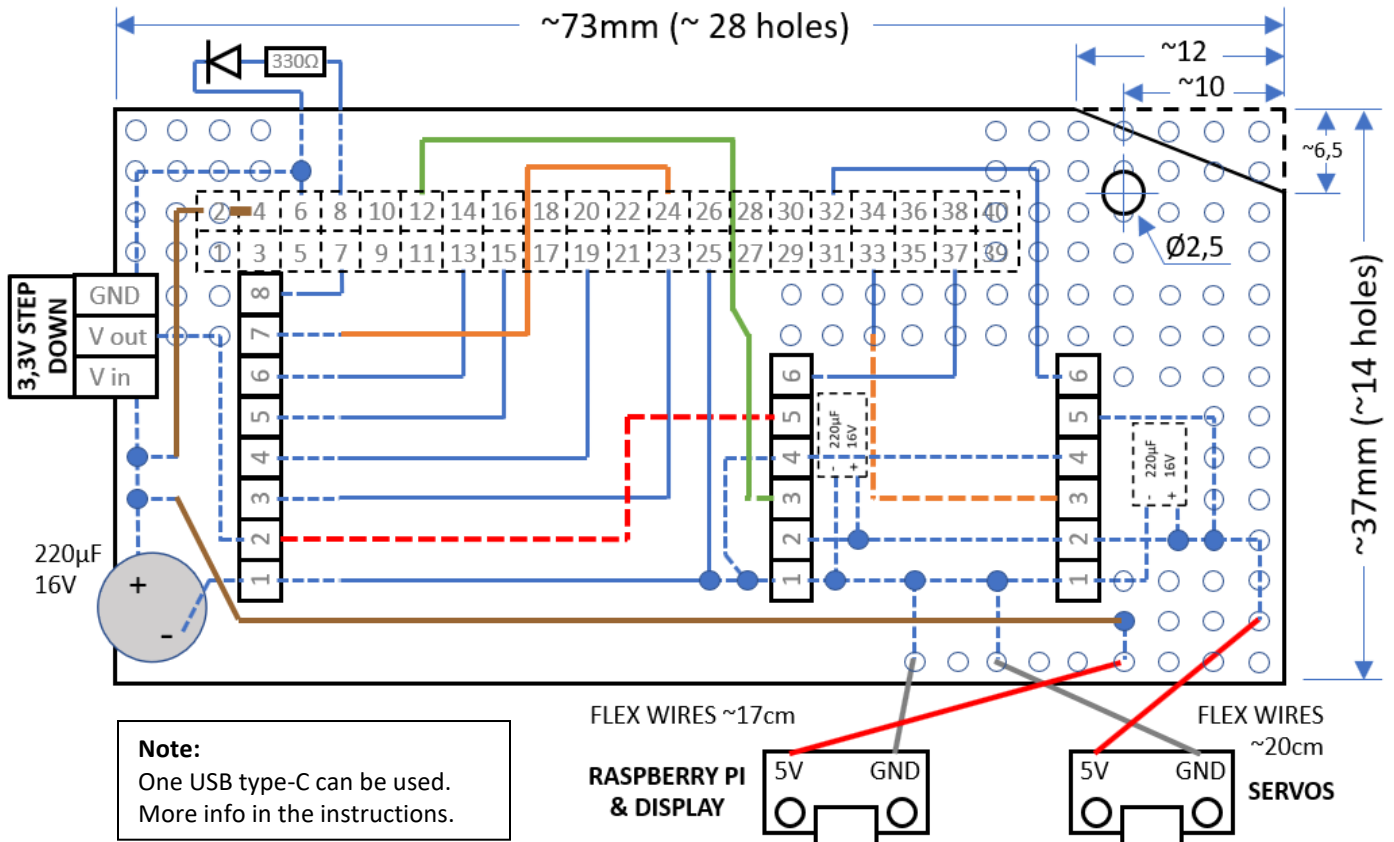 ~73mm (~ 28 holes)
~12
~10
330Ω
~6,5
2 4 6 8 10 12 14 16 18 20 22 24 26 28 30 32 34 36 38 40
1 3 5 7 9 11 13 15 17 19 21 23 25 27 29 31 33 35 37 39
Ø2,5
~37mm (~14 holes)
3,3V STEP
DOWN
GND
V out
V in
8
7
6
5
4
3
2
1
6
5
4
3
2
1
220µF
16V
- +
6
5
4
3
2
1
220µF
16V
- +
220µF
16V
+
-
FLEX WIRES ~17cm
FLEX WIRES
~20cm
Note:
One USB type-C can be used.
More info in the instructions.
RASPBERRY PI
& DISPLAY
5V GND
5V GND
SERVOS